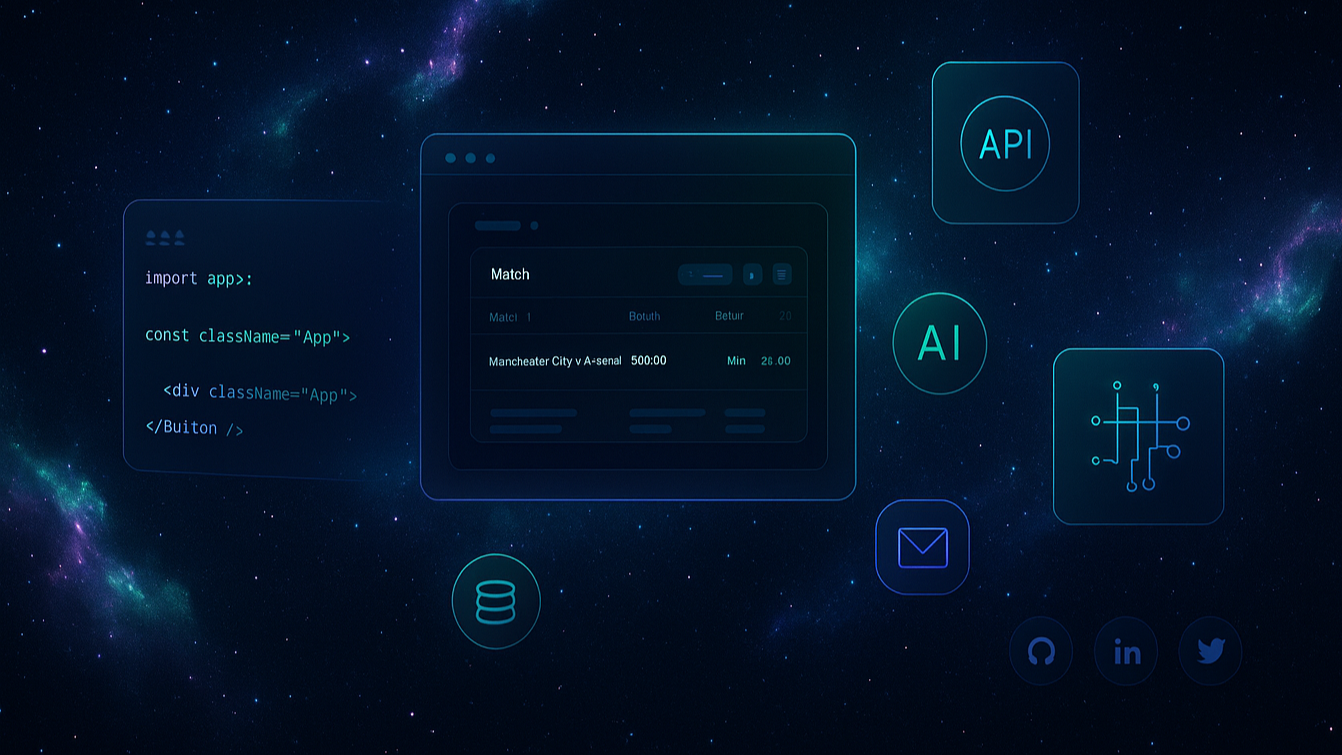 import app>:
const className="App">
<div className="App">
</Buiton />
Match
Matcl 1 Botuth Betuir 20
Mancheater City v A-senal 500:00 Min 26.00
API
AI
in